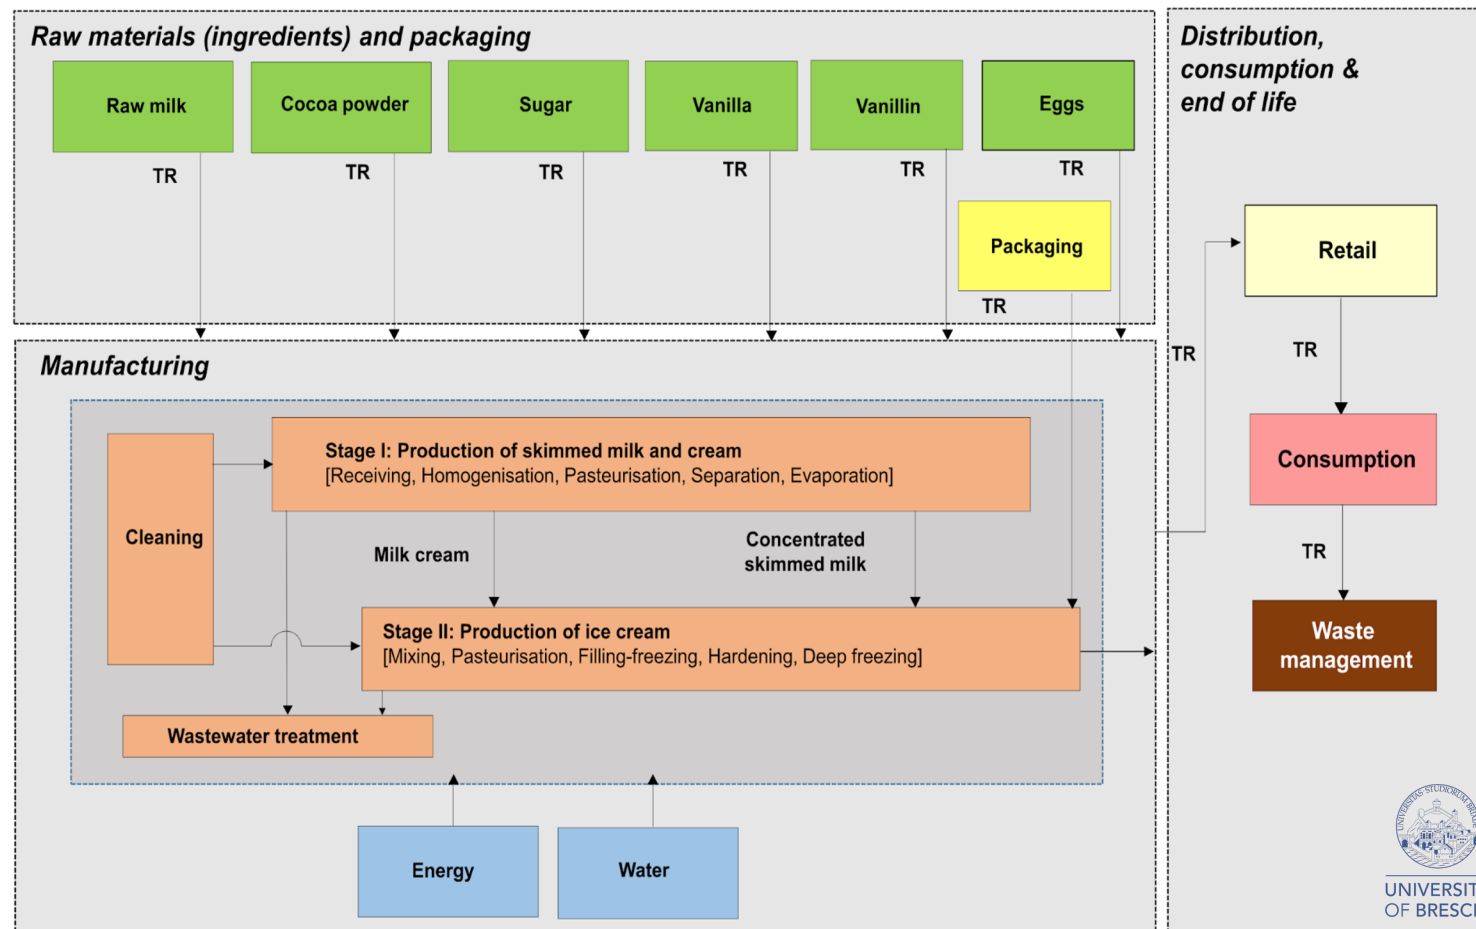 Raw materials (ingredients) and packaging
Raw milk
Cocoa powder
Sugar
Vanilla
Vanillin
Eggs
TR
TR
TR
TR
TR
TR
Packaging
TR
Manufacturing
Stage I: Production of skimmed milk and cream
[Receiving, Homogenisation, Pasteurisation, Separation, Evaporation]
Cleaning
Milk cream
Concentrated
skimmed milk
Stage II: Production of ice cream
[Mixing, Pasteurisation, Filling-freezing, Hardening, Deep freezing]
Wastewater treatment
Energy
Water
TR
Distribution,
consumption &
end of life
Retail
TR
Consumption
TR
Waste
management
UNIVERSIT
OF BRESC